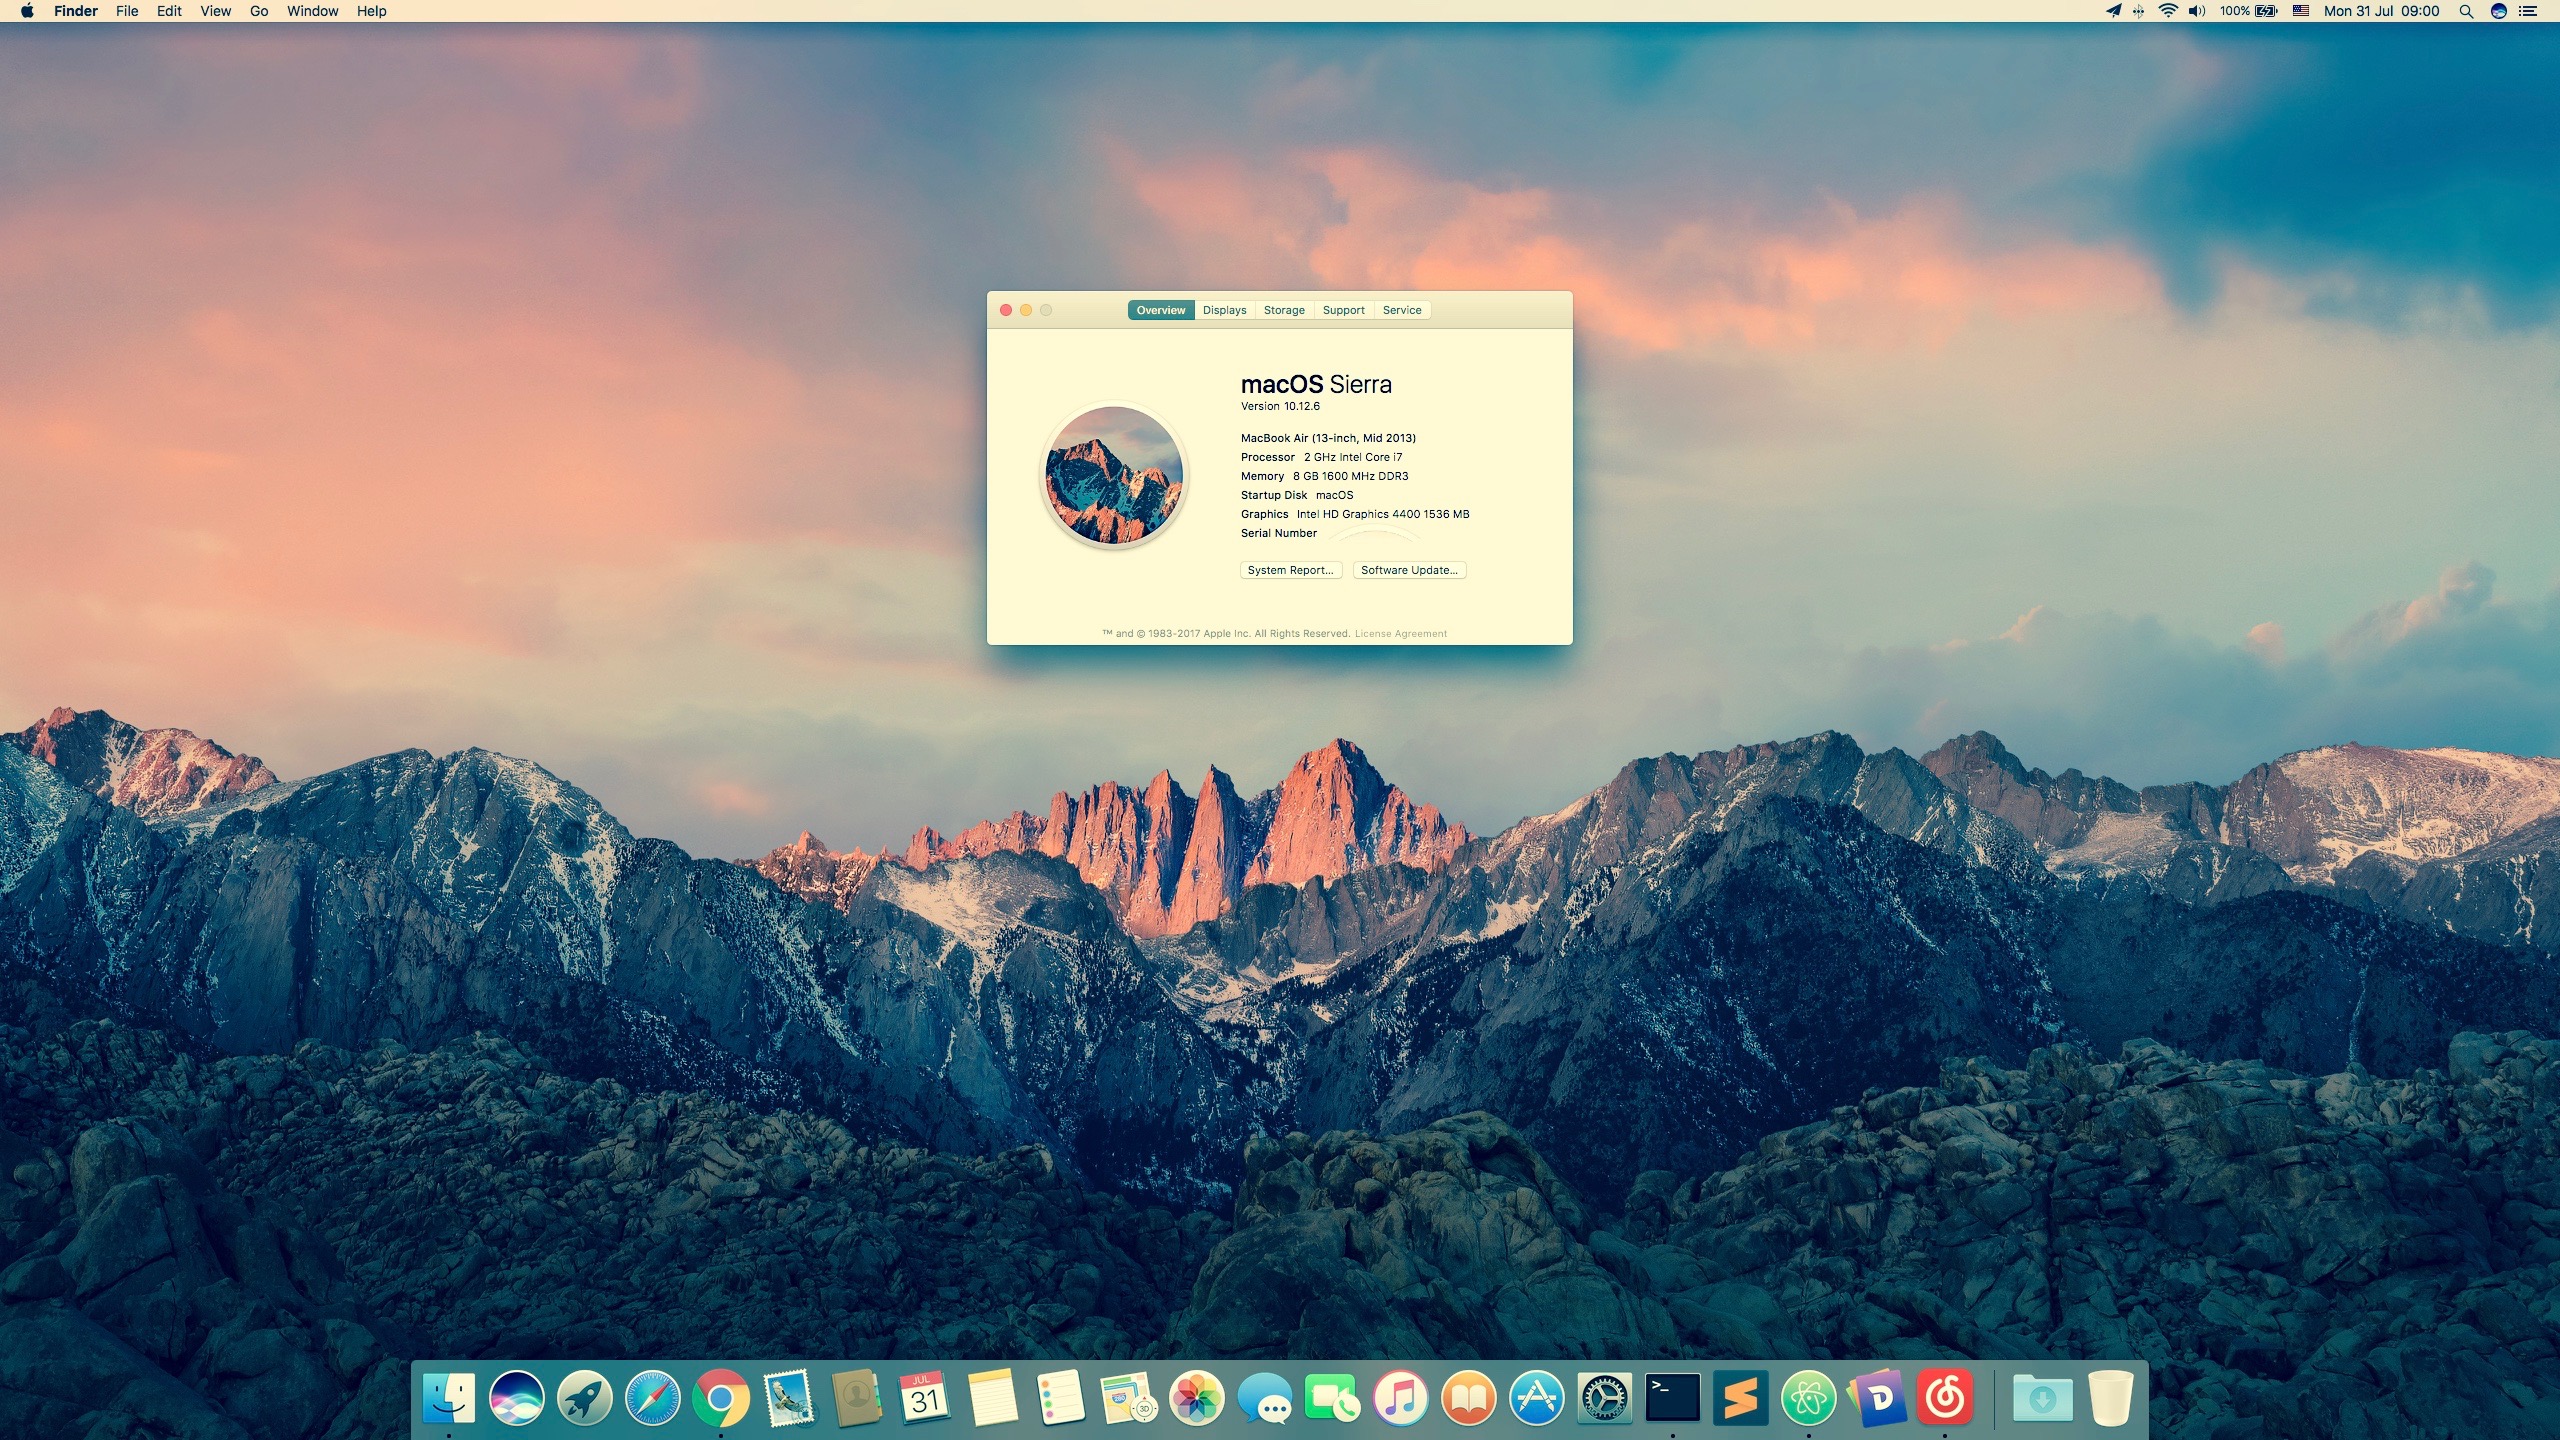 Finder File Edit View Go Window Help 100% Mon 31 Jul 09:00
Overview Displays Storage Support Service
macOS Sierra
Version 10.12.6
MacBook Air (13-inch, Mid 2013)
Processor 2 GHz Intel Core i7
Memory 8 GB 1600 MHz DDR3
Startup Disk macOS
Graphics Intel HD Graphics 4400 1536 MB
Serial Number
System Report... Software Update...
™ and © 1983-2017 Apple Inc. All Rights Reserved. License Agreement
JUL
31
3D
>_
D